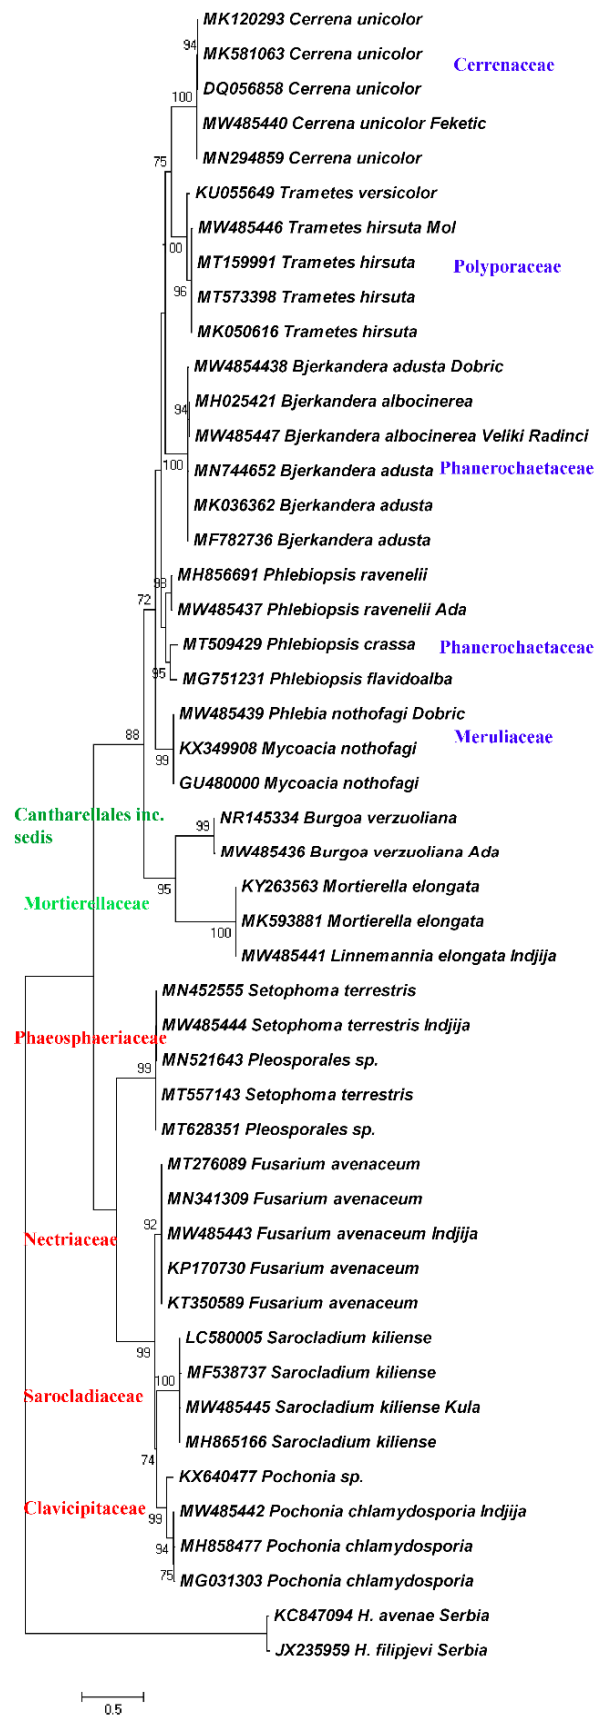 MK120293 Cerrena unicolor
94
MK581063 Cerrena unicolor
Cerrenaceae
DQ056858 Cerrena unicolor
100
MW485440 Cerrena unicolor Feketic
MN294859 Cerrena unicolor
75
KU055649 Trametes versicolor
MW485446 Trametes hirsuta Mol
00
MT159991 Trametes hirsuta
Polyporaceae
96
MT573398 Trametes hirsuta
MK050616 Trametes hirsuta
MW4854438 Bjerkandera adusta Dobric
MH025421 Bjerkandera albocinerea
94
MW485447 Bjerkandera albocinerea Veliki Radinci
100
MN744652 Bjerkandera adusta
Phanerochaetaceae
MK036362 Bjerkandera adusta
MF782736 Bjerkandera adusta
MH856691 Phlebiopsis ravenelii
98
72
MW485437 Phlebiopsis ravenelii Ada
MT509429 Phlebiopsis crassa
Phanerochaetaceae
95
MG751231 Phlebiopsis flavidoalba
MW485439 Phlebia nothofagi Dobric
88
Meruliaceae
KX349908 Mycoacia nothofagi
99
GU480000 Mycoacia nothofagi
Cantharellales inc.
sedis
NR145334 Burgoa verzuoliana
99
MW485436 Burgoa verzuoliana Ada
95
KY263563 Mortierella elongata
Mortierellaceae
MK593881 Mortierella elongata
100
MW485441 Linnemannia elongata Indjija
MN452555 Setophoma terrestris
MW485444 Setophoma terrestris Indjija
Phaeosphaeriaceae
MN521643 Pleosporales sp.
99
MT557143 Setophoma terrestris
MT628351 Pleosporales sp.
MT276089 Fusarium avenaceum
MN341309 Fusarium avenaceum
92
MW485443 Fusarium avenaceum Indjija
Nectriaceae
KP170730 Fusarium avenaceum
KT350589 Fusarium avenaceum
99
LC580005 Sarocladium kiliense
MF538737 Sarocladium kiliense
100
Sarocladiaceae
MW485445 Sarocladium kiliense Kula
MH865166 Sarocladium kiliense
74
KX640477 Pochonia sp.
Clavicipitaceae
MW485442 Pochonia chlamydosporia Indjija
99
MH858477 Pochonia chlamydosporia
94
75
MG031303 Pochonia chlamydosporia
KC847094 H. avenae Serbia
JX235959 H. filipjevi Serbia
0.5